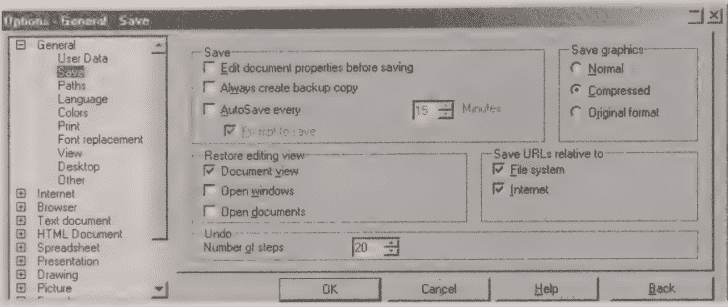 Options - General - Save
General
User Data
Save
Paths
Language
Colors
Print
Font replacement
View
Desktop
Other
Internet
Browser
Text document
HTML Document
Spreadsheet
Presentation
Drawing
Picture
Save
Edit document properties before saving
Always create backup copy
AutoSave every
15
Minutes
Prompt to save
Save graphics
Normal
Compressed
Original format
Restore editing view
Document view
Open windows
Open documents
Save URLs relative to
File system
Internet
Undo
Number of steps
20
OK
Cancel
Help
Back